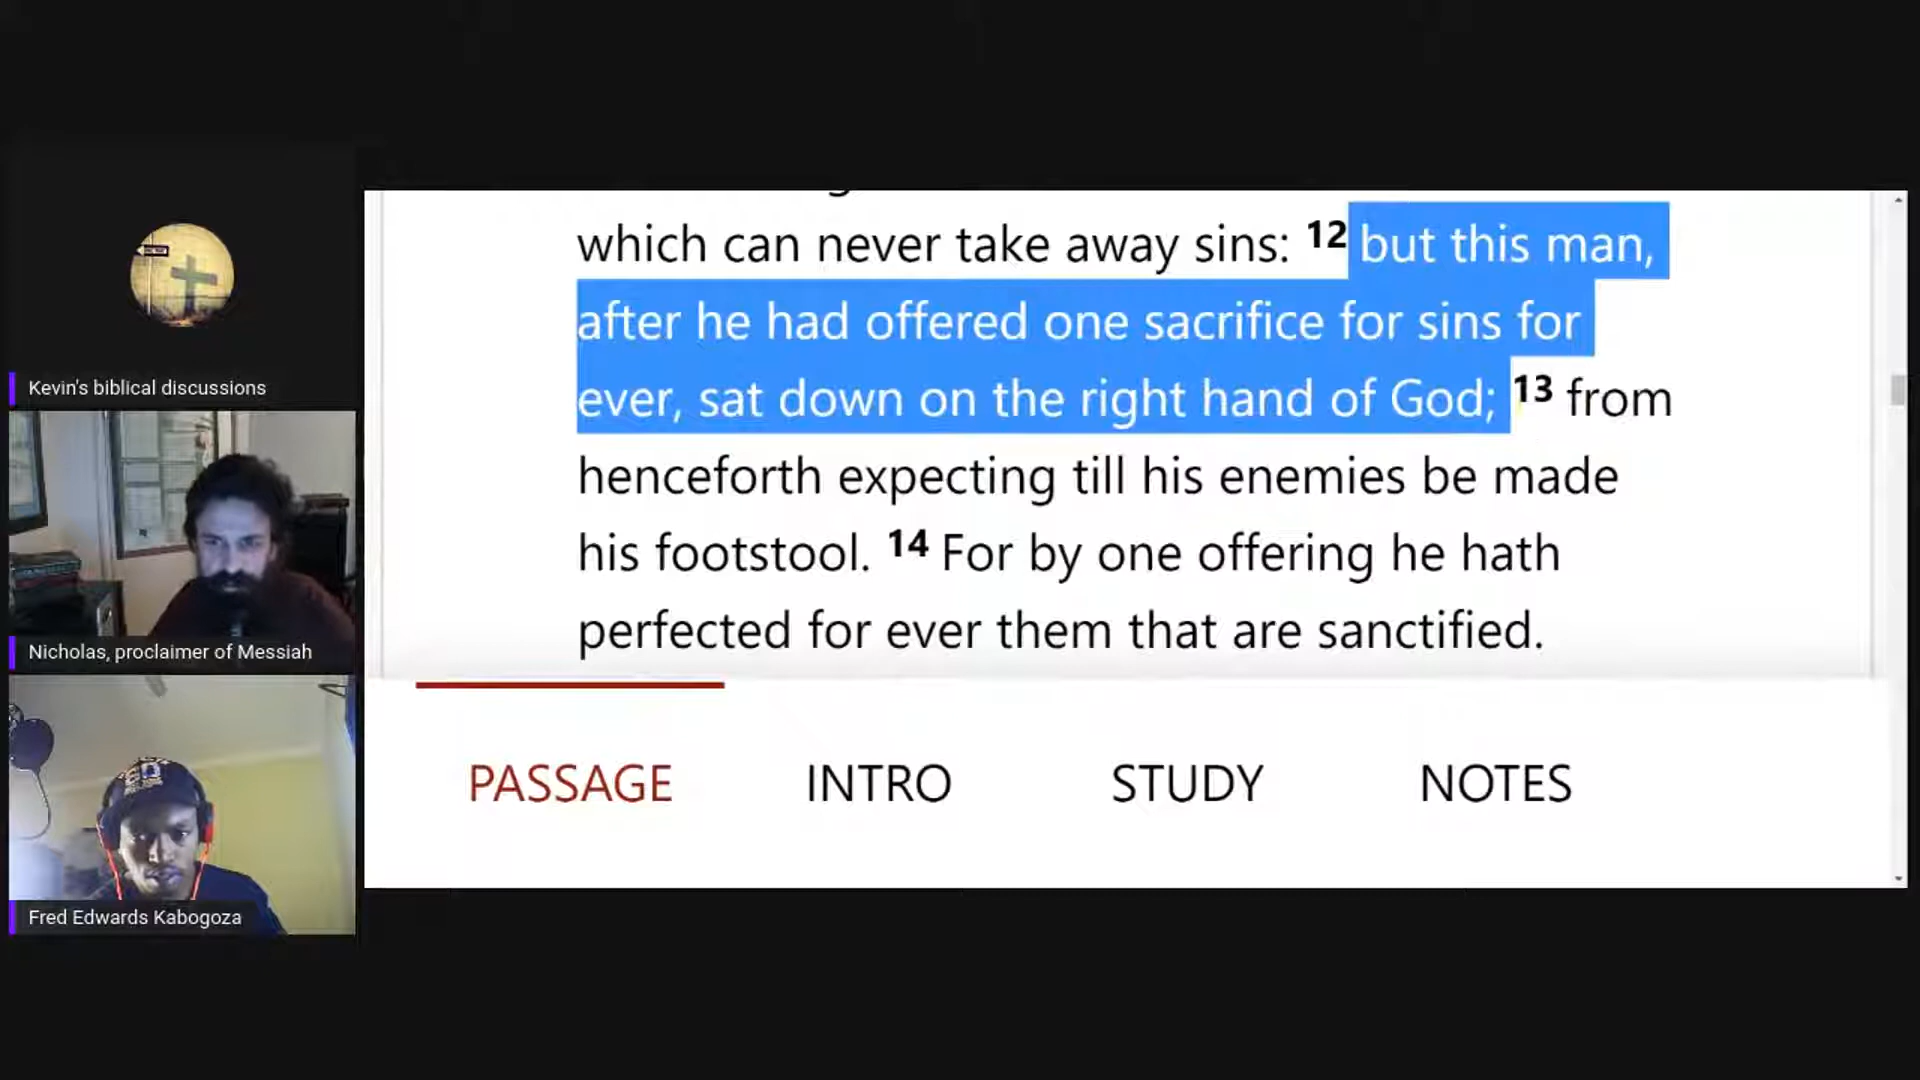 Kevin's biblical discussions
Nicholas, proclaimer of Messiah
Fred Edwards Kabogoza
which can never take away sins: 12 but this man,
after he had offered one sacrifice for sins for
ever, sat down on the right hand of God; 13 from
henceforth expecting till his enemies be made
his footstool. 14 For by one offering he hath
perfected for ever them that are sanctified.
PASSAGE INTRO STUDY NOTES